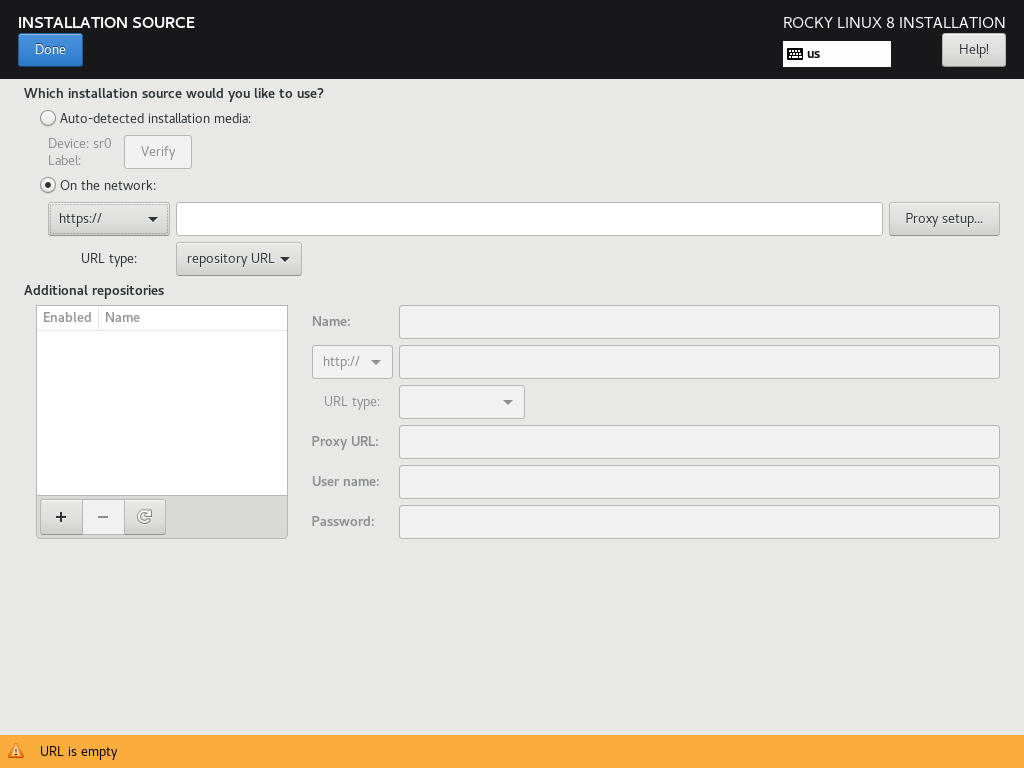 INSTALLATION SOURCE
ROCKY LINUX 8 INSTALLATION
Done
us
Help!
Which installation source would you like to use?
Auto-detected installation media:
Device: sr0
Label:
Verify
On the network:
https://
Proxy setup...
URL type:
repository URL
Additional repositories
Enabled
Name
Name:
http://
URL type:
Proxy URL:
User name:
Password:
URL is empty